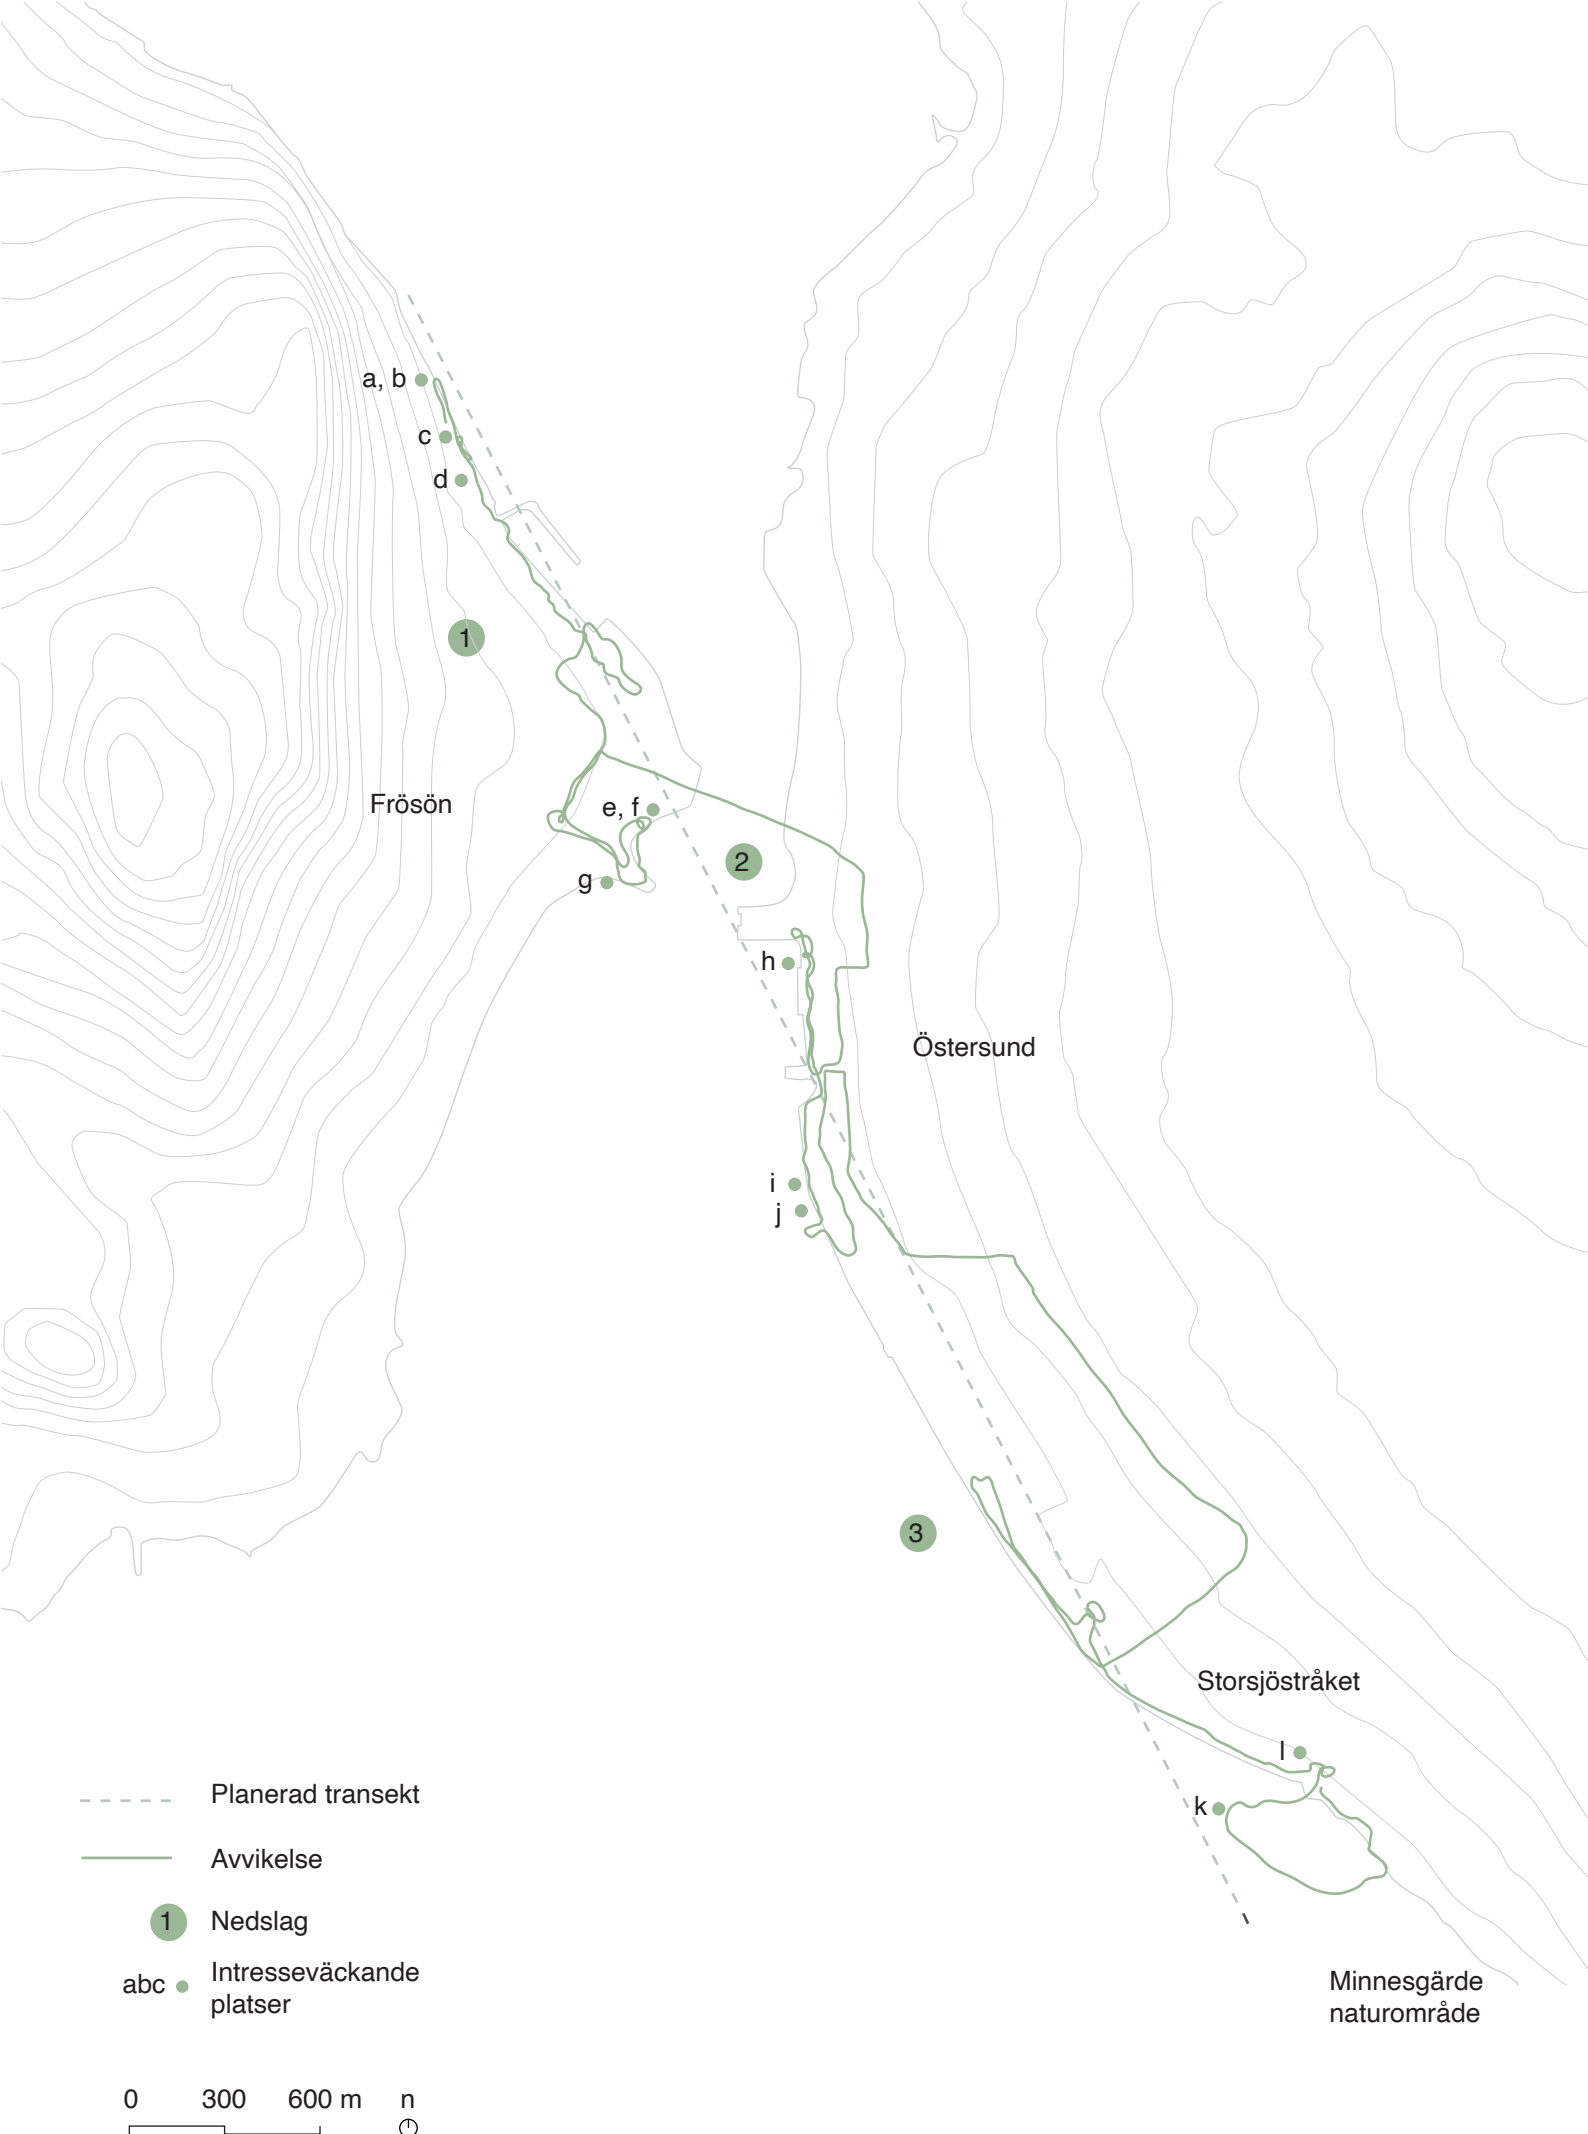 a, b
c
d
1
Frösön
e, f
2
g
h
Östersund
i
j
3
Storsjöstråket
l
k
Planerad transekt
Avvikelse
1 Nedslag
abc Intresseväckande
platser
Minnesgärde
naturområde
0 300 600 m n